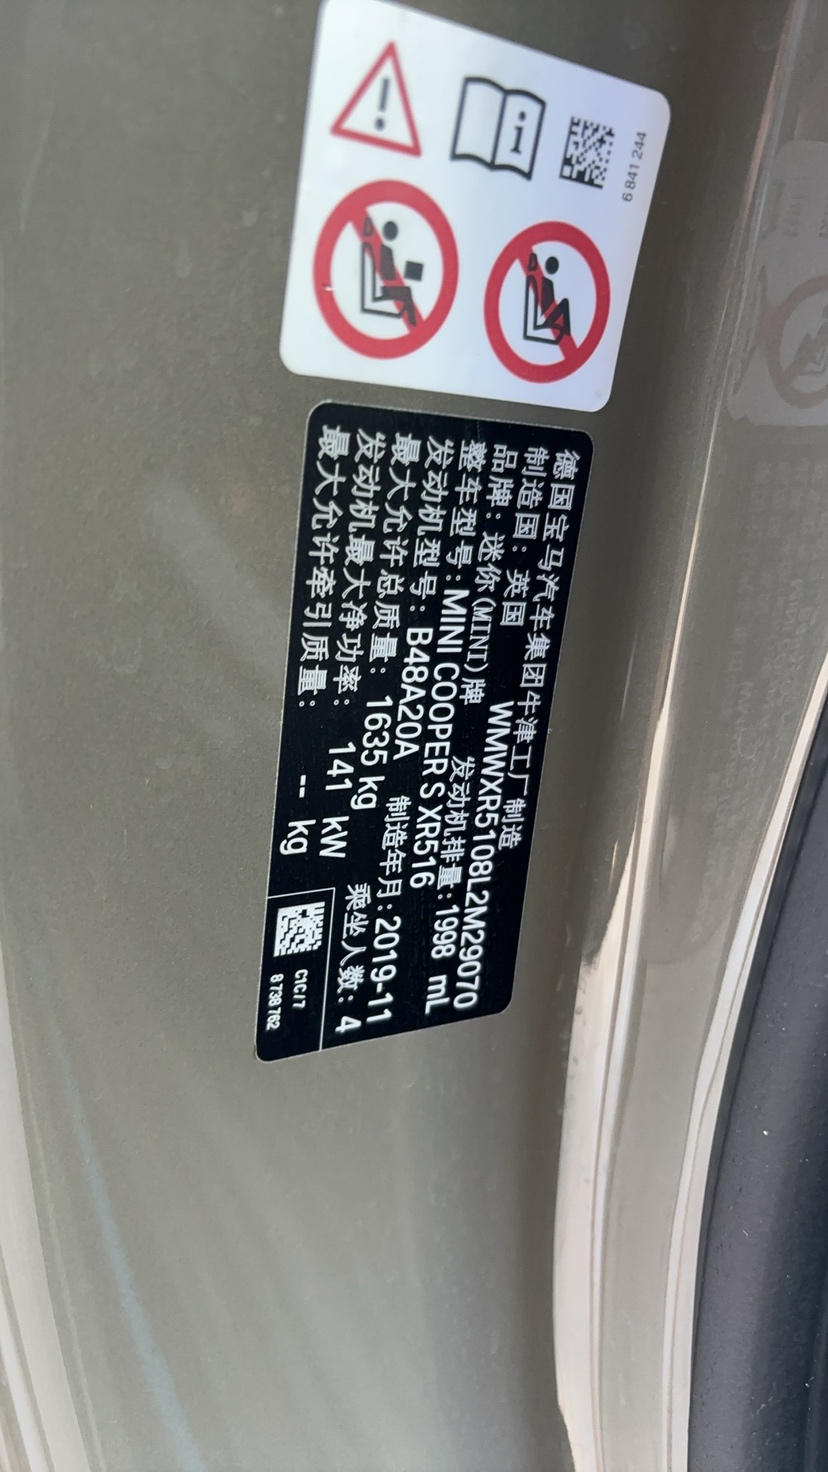 6 841 244
德国宝马汽车集团牛津工厂制造
制造国：英国 WMWXR5108L2M29070
品牌：迷你(MINI)牌 发动机排量：1998 mL
整车型号：MINI COOPER S XR516
发动机型号：B48A20A 制造年月：2019-11
最大允许总质量：1635 kg 乘坐人数：4
发动机最大净功率：141 kW
最大允许牵引质量：-- kg
C1C/7
8 738 762